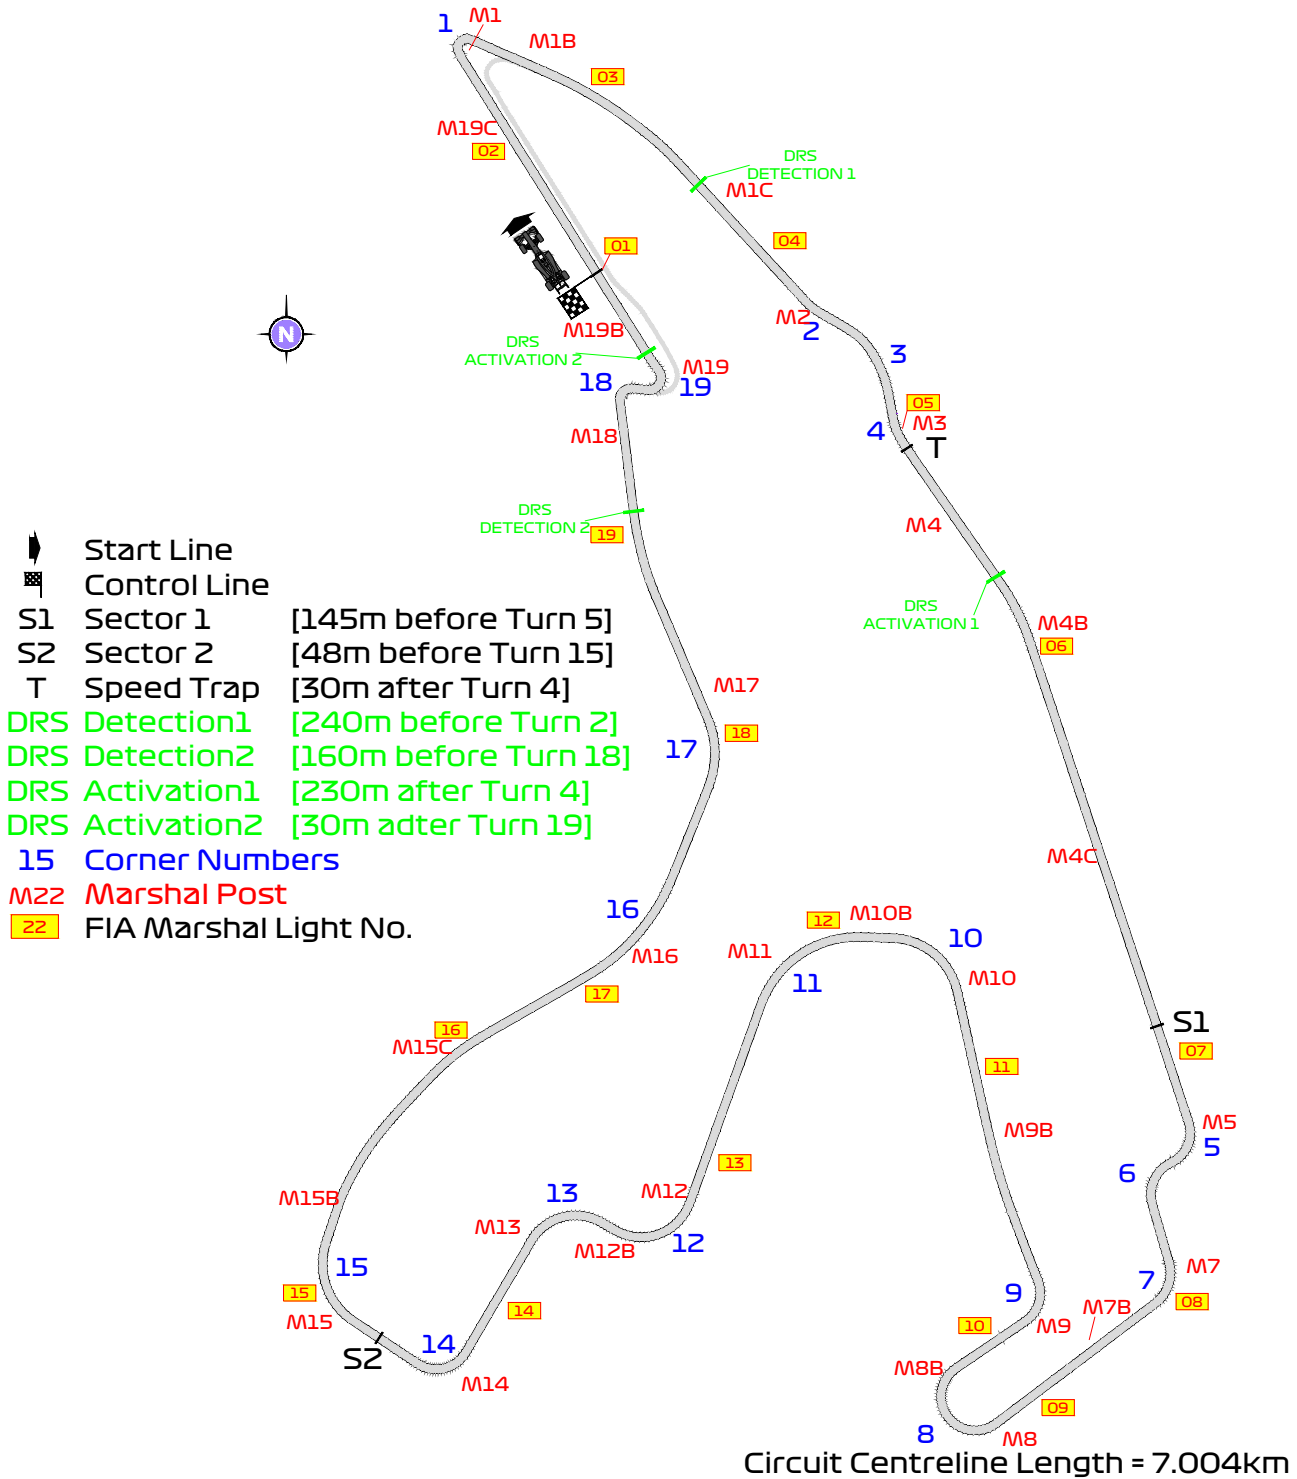 1
M1
M1B
03
M19C
02
DRS
DETECTION 1
M1C
04
01
M2
2
M19B
N
DRS
ACTIVATION 2
3
M19
18
19
05
M3
4
T
M18
DRS
DETECTION 2
19
M4
DRS
ACTIVATION 1
M4B
06
Start Line
Control Line
S1 Sector 1 [145m before Turn 5]
S2 Sector 2 [48m before Turn 15]
T Speed Trap [30m after Turn 4]
DRS Detection1 [240m before Turn 2]
DRS Detection2 [160m before Turn 18]
DRS Activation1 [230m after Turn 4]
DRS Activation2 [30m adter Turn 19]
15 Corner Numbers
M22 Marshal Post
22 FIA Marshal Light No.
M17
18
17
M4C
16
M16
17
12
M10B
10
M11
11
M10
S1
07
16
M15C
11
M9B
M5
5
6
13
M12
M15B
13
M13
M12B
12
15
15
M15
14
14
S2
M14
M7
7
08
M7B
9
M9
10
M8B
09
8
M8
Circuit Centreline Length = 7.004km